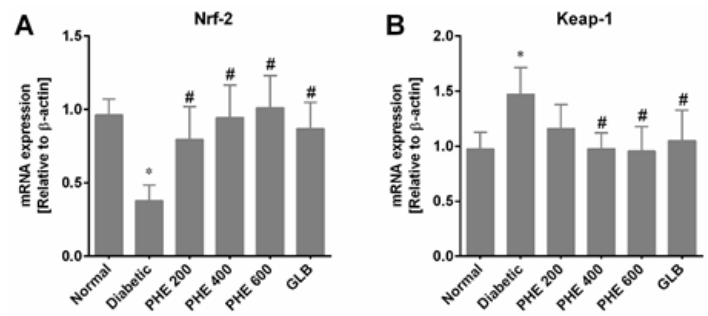 A
Nrf-2
mRNA expression
[Relative to β-actin]
1.5
1.0
0.5
0.0
*
#
#
#
#
Normal
Diabetic
PHE 200
PHE 400
PHE 600
GLB
B
Keap-1
mRNA expression
[Relative to β-actin]
2.0
1.5
1.0
0.5
0.0
*
#
#
#
Normal
Diabetic
PHE 200
PHE 400
PHE 600
GLB